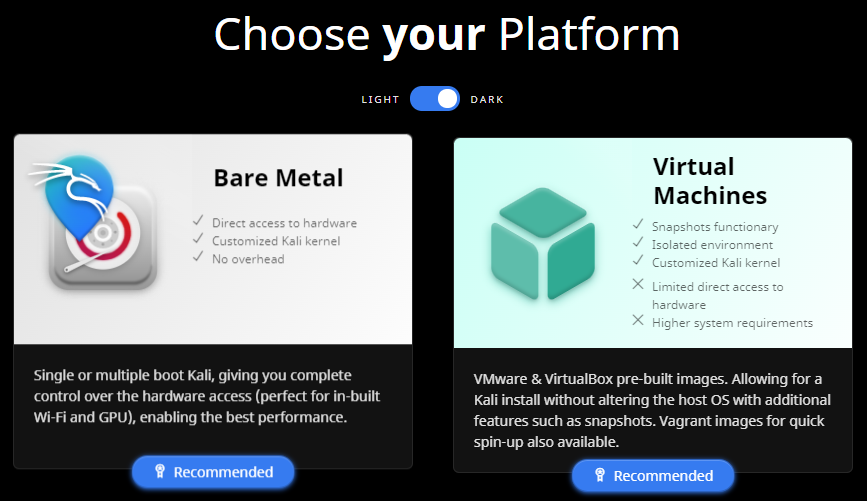 Choose your Platform
LIGHT DARK
Bare Metal
Direct access to hardware
Customized Kali kernel
No overhead
Single or multiple boot Kali, giving you complete
control over the hardware access (perfect for in-built
Wi-Fi and GPU), enabling the best performance.
Recommended
Virtual
Machines
Snapshots functionary
Isolated environment
Customized Kali kernel
Limited direct access to
hardware
Higher system requirements
VMware & VirtualBox pre-built images. Allowing for a
Kali install without altering the host OS with additional
features such as snapshots. Vagrant images for quick
spin-up also available.
Recommended